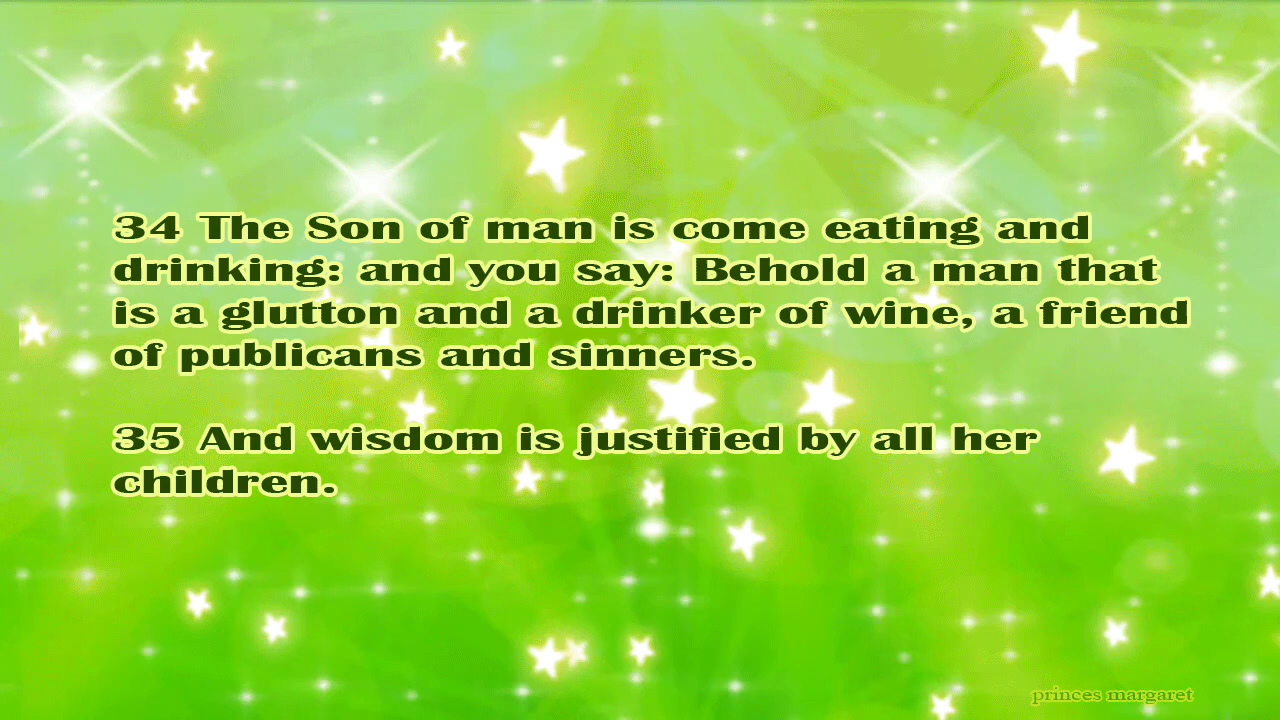 34 The Son of man is come eating and
drinking: and you say: Behold a man that
is a glutton and a drinker of wine, a friend
of publicans and sinners.
35 And wisdom is justified by all her
children.
princes margaret